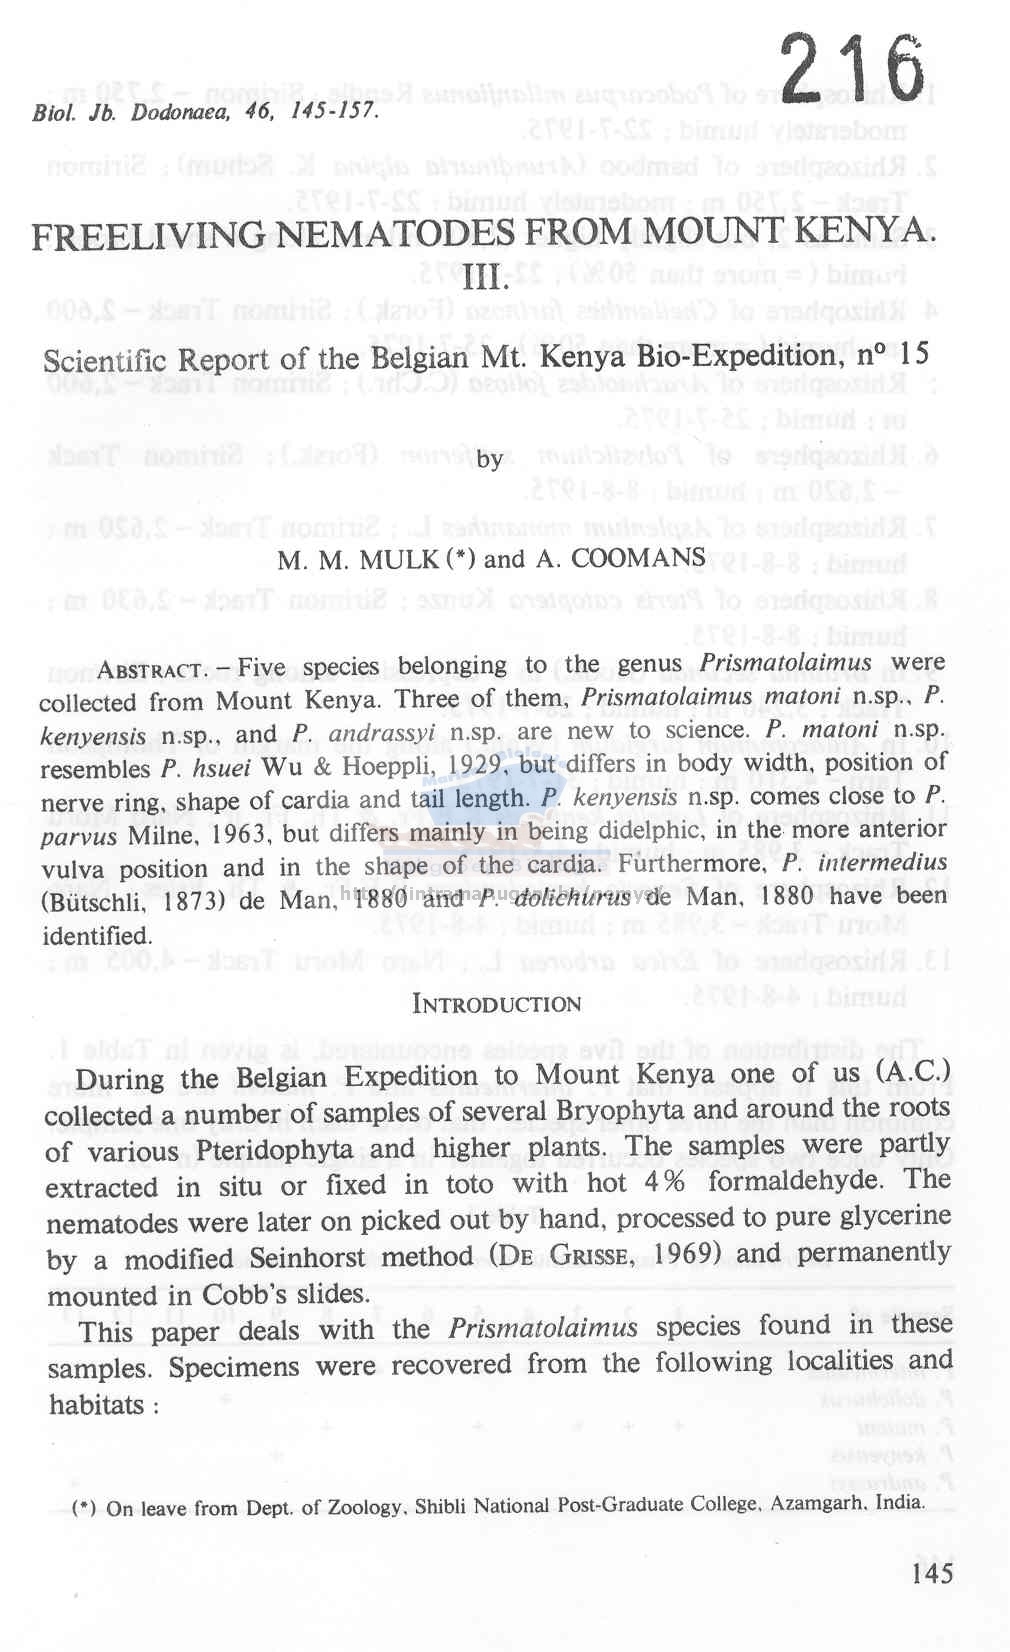 216
Biol. Jb. Dodonaea, 46, 145-157.
FREELIVING NEMATODES FROM MOUNT KENYA.
III.
Scientific Report of the Belgian Mt. Kenya Bio-Expedition, nº 15
by
M. M. MULK (*) and A. COOMANS
ABSTRACT. – Five species belonging to the genus Prismatolaimus were
collected from Mount Kenya. Three of them, Prismatolaimus matoni n.sp., P.
kenyensis n.sp., and P. andrassyi n.sp. are new to science. P. matoni n.sp.
resembles P. hsuei Wu & Hoeppli, 1929, but differs in body width, position of
nerve ring, shape of cardia and tail length. P. kenyensis n.sp. comes close to P.
parvus Milne, 1963, but differs mainly in being didelphic, in the more anterior
vulva position and in the shape of the cardia. Furthermore, P. intermedius
(Bütschli, 1873) de Man, 1880 and P. dolichurus de Man, 1880 have been
identified.
INTRODUCTION
During the Belgian Expedition to Mount Kenya one of us (A.C.)
collected a number of samples of several Bryophyta and around the roots
of various Pteridophyta and higher plants. The samples were partly
extracted in situ or fixed in toto with hot 4% formaldehyde. The
nematodes were later on picked out by hand, processed to pure glycerine
by a modified Seinhorst method (DE GRISSE, 1969) and permanently
mounted in Cobb's slides.
This paper deals with the Prismatolaimus species found in these
samples. Specimens were recovered from the following localities and
habitats :
(*) On leave from Dept. of Zoology, Shibli National Post-Graduate College, Azamgarh, India.
145